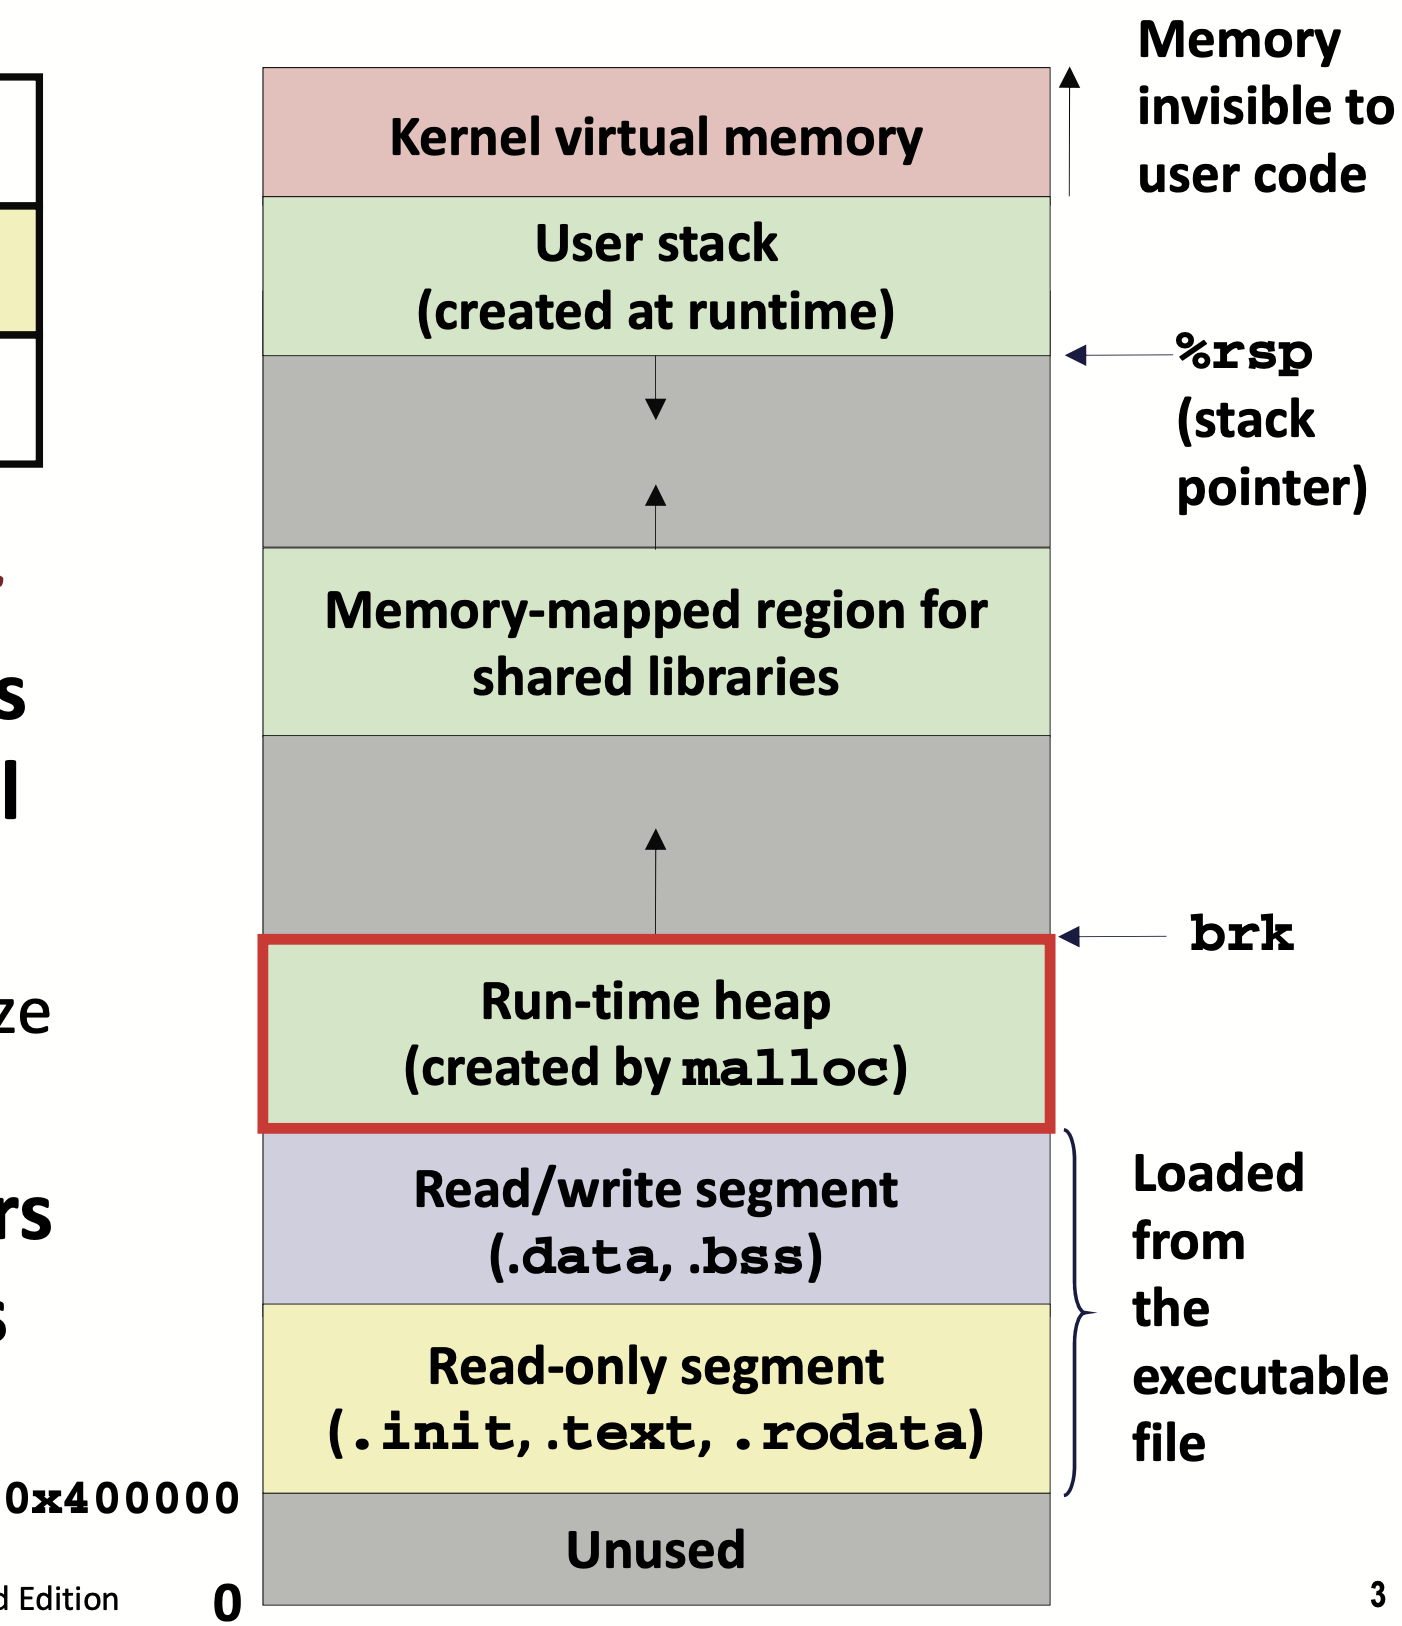 Memory
invisible to
user code
Kernel virtual memory
User stack
(created at runtime)
%rsp
(stack
pointer)
Memory-mapped region for
shared libraries
s
l
brk
ze
Run-time heap
(created by malloc)
rs
s
Read/write segment
(.data, .bss)
Loaded
from
the
executable
file
Read-only segment
(.init, .text, .rodata)
0x400000
Unused
d Edition
0
3